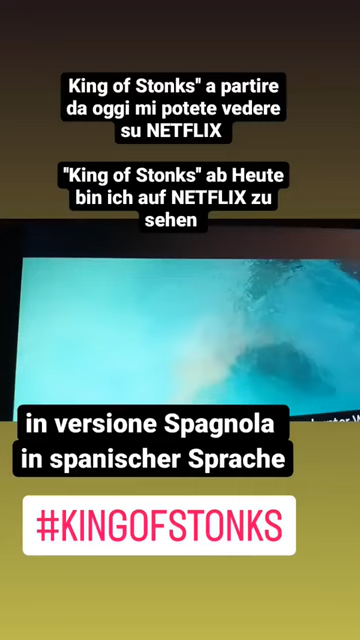 King of Stonks" a partire
da oggi mi potete vedere
su NETFLIX
"King of Stonks" ab Heute
bin ich auf NETFLIX zu
sehen
in versione Spagnola
in spanischer Sprache
#KINGOFSTONKS